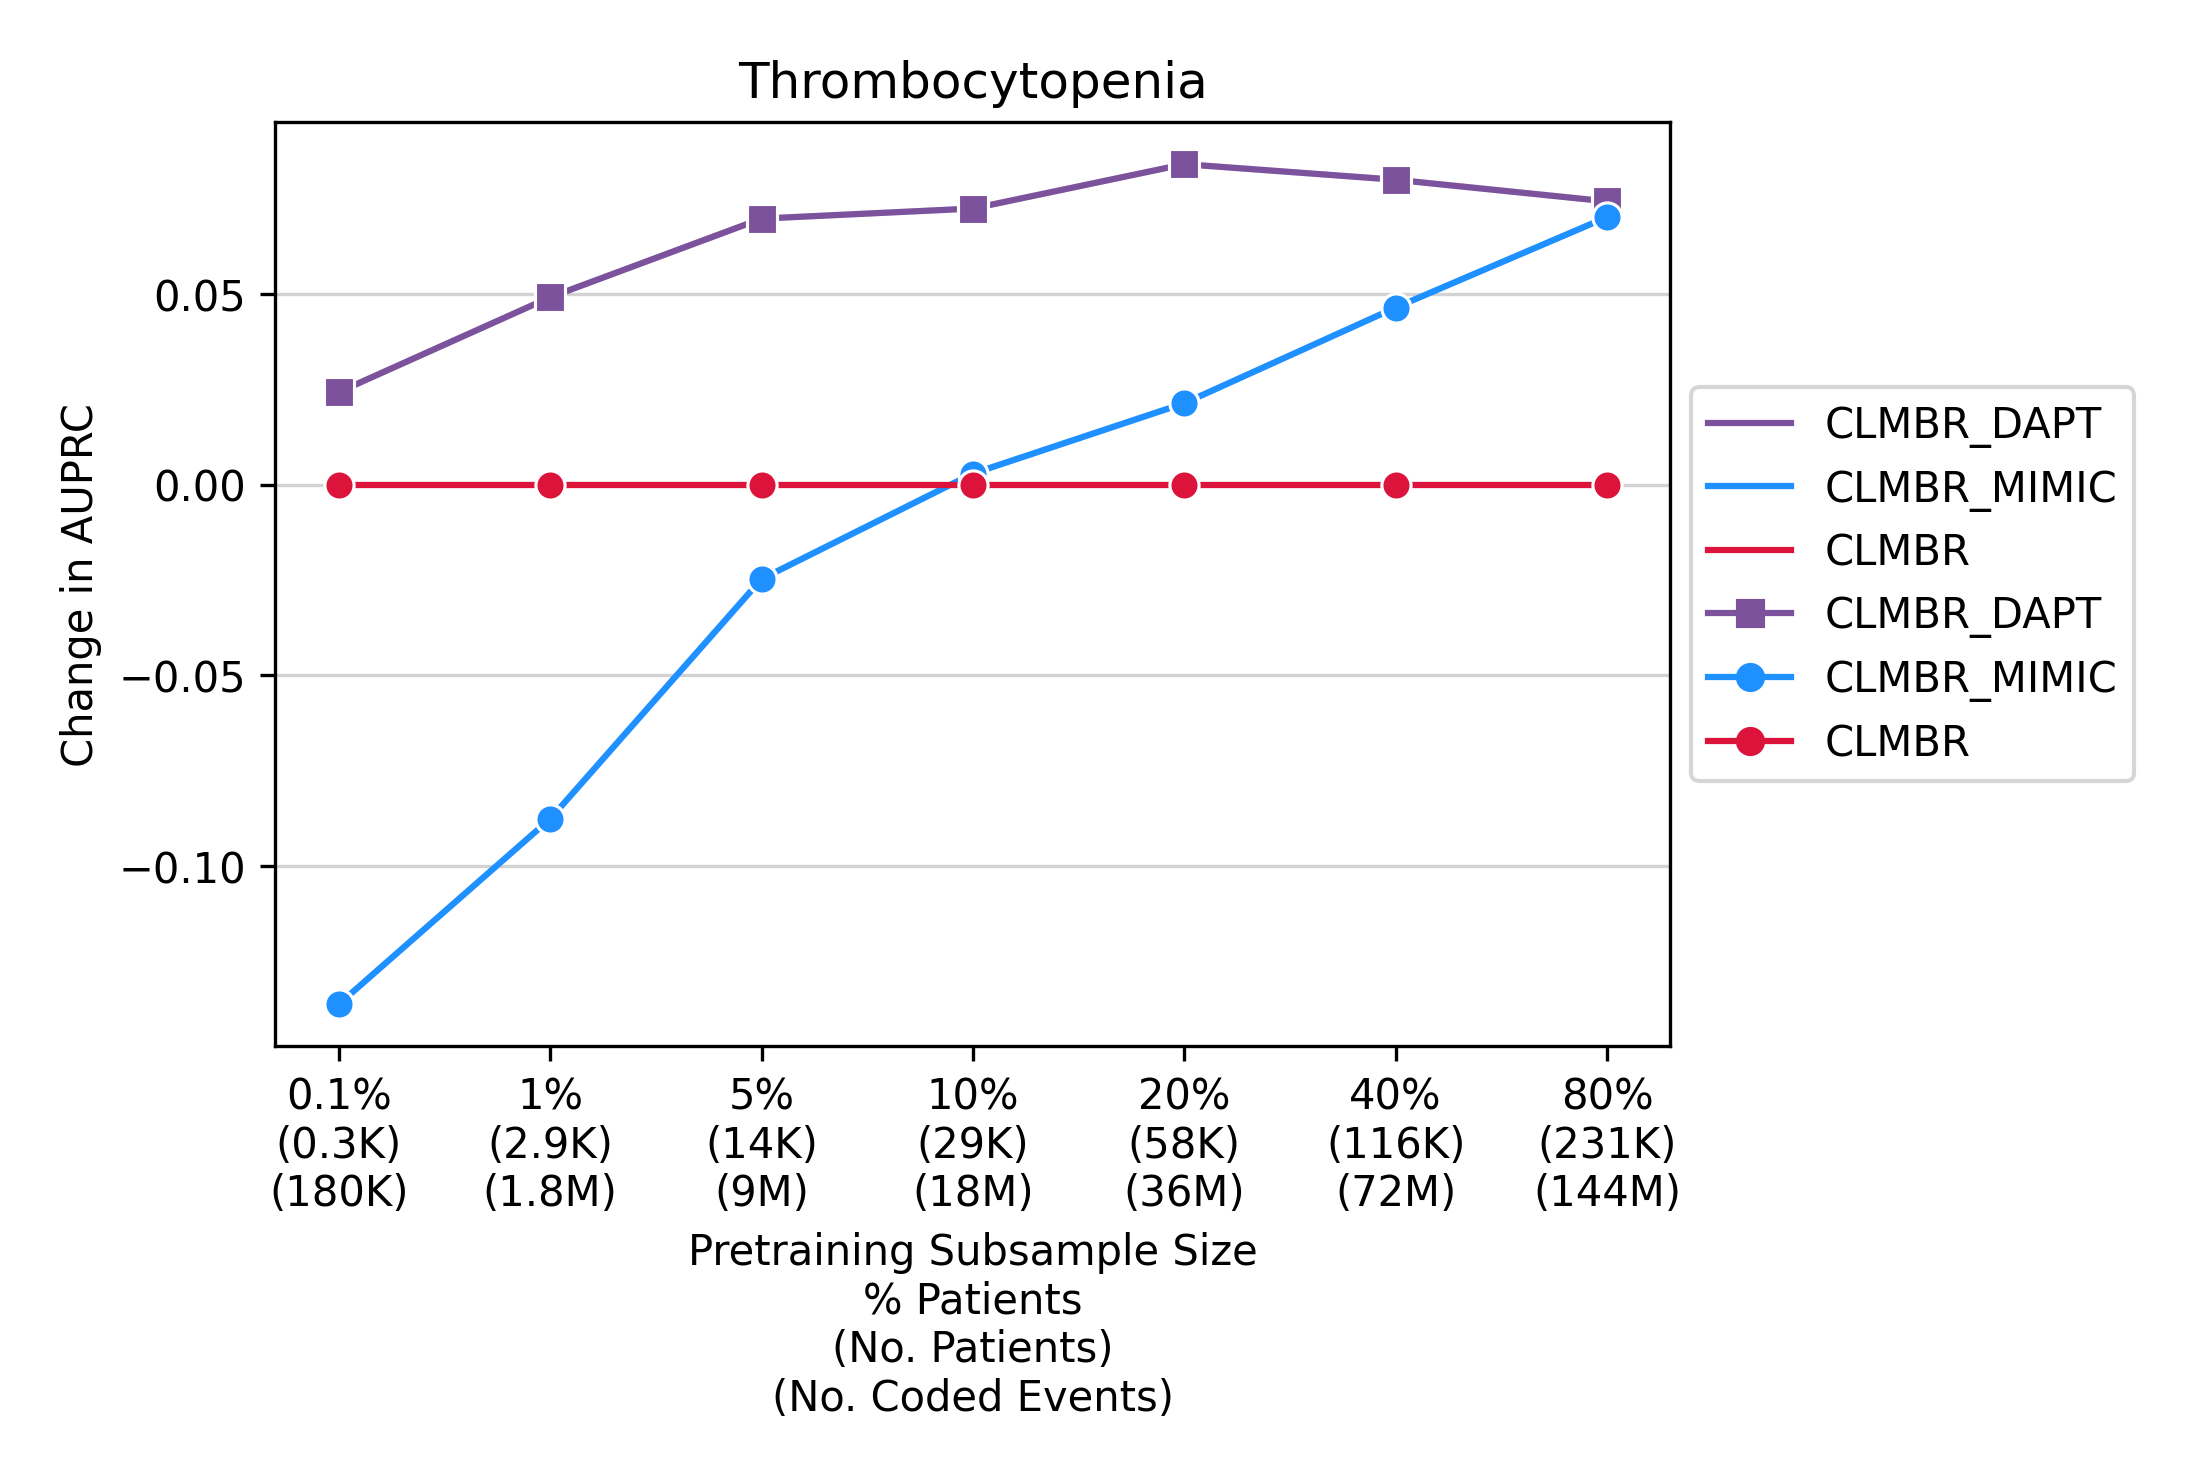 Thrombocytopenia
Change in AUPRC
0.05
0.00
−0.05
−0.10
0.1% 1% 5% 10% 20% 40% 80%
(0.3K) (2.9K) (14K) (29K) (58K) (116K) (231K)
(180K) (1.8M) (9M) (18M) (36M) (72M) (144M)
Pretraining Subsample Size
% Patients
(No. Patients)
(No. Coded Events)
CLMBR_DAPT
CLMBR_MIMIC
CLMBR
CLMBR_DAPT
CLMBR_MIMIC
CLMBR